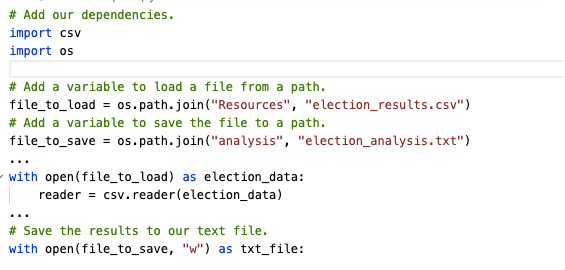 # Add our dependencies.
import csv
import os
# Add a variable to load a file from a path.
file_to_load = os.path.join("Resources", "election_results.csv")
# Add a variable to save the file to a path.
file_to_save = os.path.join("analysis", "election_analysis.txt")
...
with open(file_to_load) as election_data:
    reader = csv.reader(election_data)
...
# Save the results to our text file.
with open(file_to_save, "w") as txt_file: